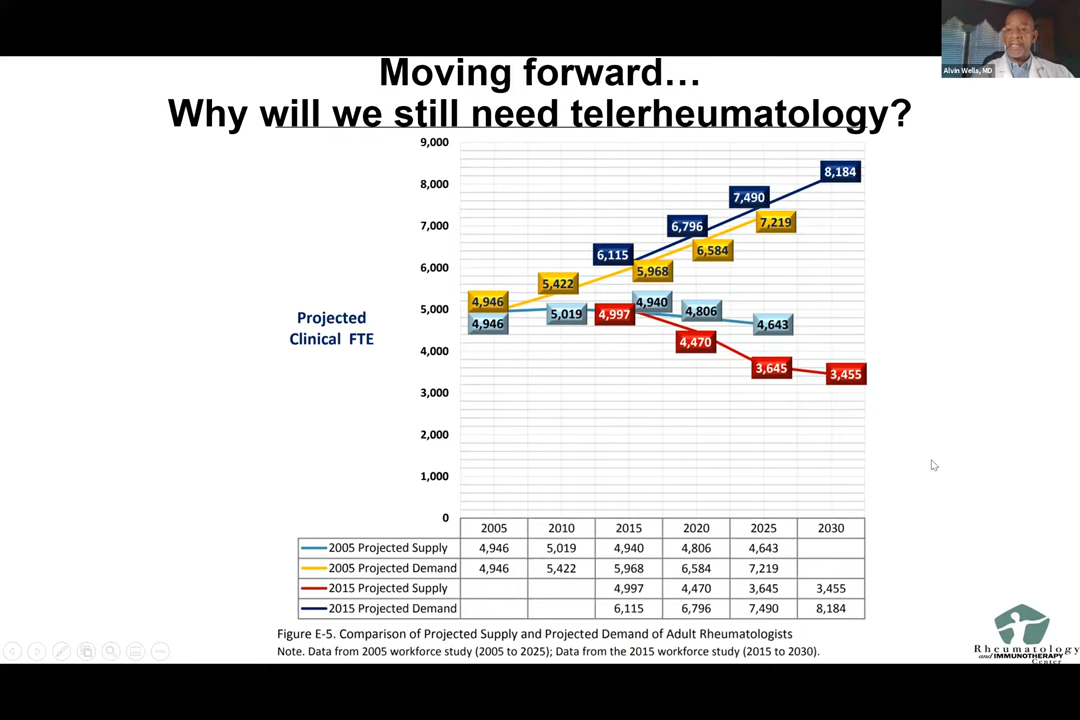 Alvin Wells, MD
Moving forward…
Why will we still need telerheumatology?
Projected
Clinical FTE
9,000
8,000
7,000
6,000
5,000
4,000
3,000
2,000
1,000
0
8,184
7,490
7,219
6,796
6,584
6,115
5,968
5,422
4,946
4,946
5,019
4,997
4,940
4,806
4,643
4,470
3,645
3,455
2005 2010 2015 2020 2025 2030
2005 Projected Supply 4,946 5,019 4,940 4,806 4,643
2005 Projected Demand 4,946 5,422 5,968 6,584 7,219
2015 Projected Supply 4,997 4,470 3,645 3,455
2015 Projected Demand 6,115 6,796 7,490 8,184
Figure E-5. Comparison of Projected Supply and Projected Demand of Adult Rheumatologists
Note. Data from 2005 workforce study (2005 to 2025); Data from the 2015 workforce study (2015 to 2030).
Rheumatology
and IMMUNOTHERAPY
Center